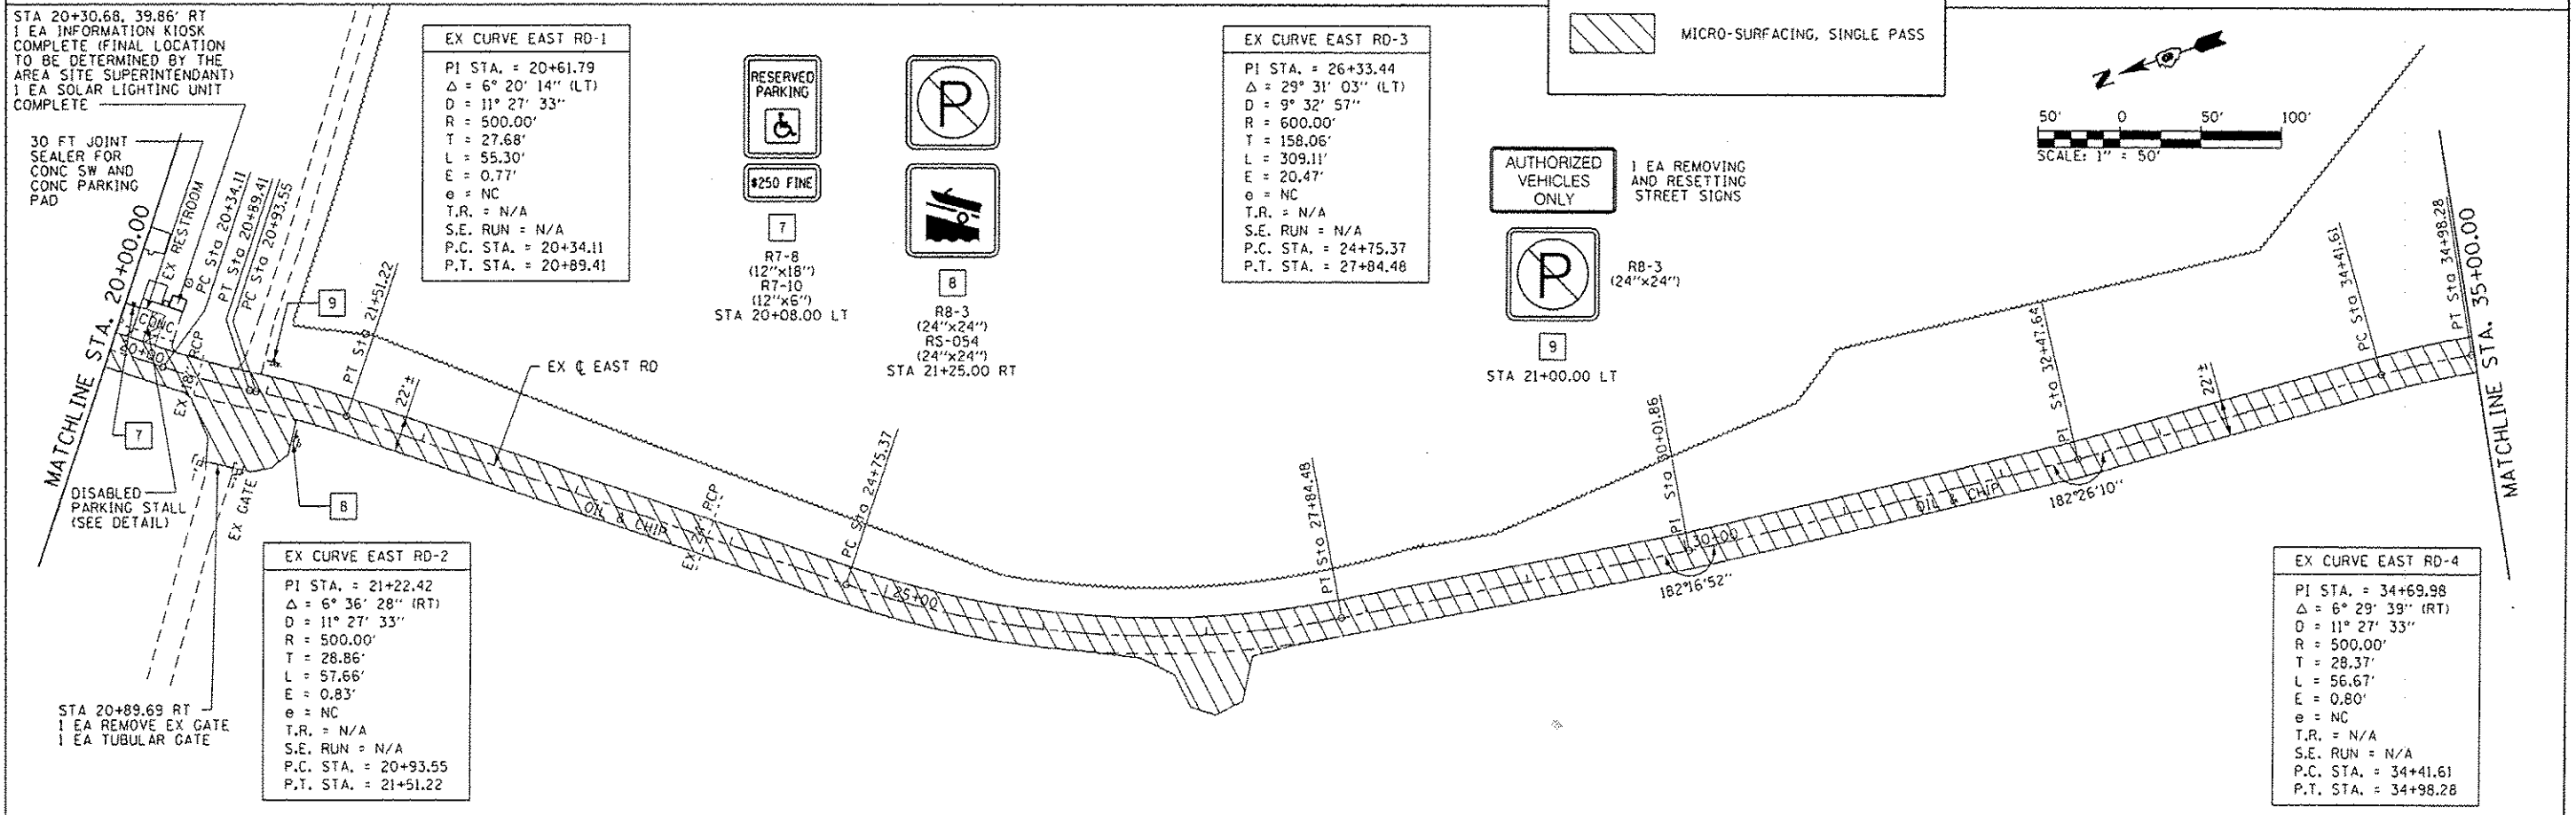 STA 20+30.68, 39.86' RT
1 EA INFORMATION KIOSK
COMPLETE (FINAL LOCATION
TO BE DETERMINED BY THE
AREA SITE SUPERINTENDANT)
1 EA SOLAR LIGHTING UNIT
COMPLETE
30 FT JOINT
SEALER FOR
CONC SW AND
CONC PARKING
PAD
MATCHLINE STA. 20+00.00
EX RESTROOM
PC Sta 20+34.11
PT Sta 20+89.41
PC Sta 20+93.55
CONC
20+00
EX 18" RCP
7
DISABLED
PARKING STALL
(SEE DETAIL)
EX GATE
8
9
STA 20+89.69 RT
1 EA REMOVE EX GATE
1 EA TUBULAR GATE
PT Sta 21+51.22
22'±
EX ℄ EAST RD
EX CURVE EAST RD-1
PI STA. = 20+61.79
Δ = 6° 20' 14" (LT)
D = 11° 27' 33"
R = 500.00'
T = 27.68'
L = 55.30'
E = 0.77'
e = NC
T.R. = N/A
S.E. RUN = N/A
P.C. STA. = 20+34.11
P.T. STA. = 20+89.41
EX CURVE EAST RD-2
PI STA. = 21+22.42
Δ = 6° 36' 28" (RT)
D = 11° 27' 33"
R = 500.00'
T = 28.86'
L = 57.66'
E = 0.83'
e = NC
T.R. = N/A
S.E. RUN = N/A
P.C. STA. = 20+93.55
P.T. STA. = 21+51.22
RESERVED
PARKING
$250 FINE
7
R7-8
(12"x18")
R7-10
(12"x6")
STA 20+08.00 LT
P
8
R8-3
(24"x24")
RS-054
(24"x24")
STA 21+25.00 RT
OIL & CHIP
EX 24" RCP
PC Sta 24+75.37
25+00
EX CURVE EAST RD-3
PI STA. = 26+33.44
Δ = 29° 31' 03" (LT)
D = 9° 32' 57"
R = 600.00'
T = 158.06'
L = 309.11'
E = 20.47'
e = NC
T.R. = N/A
S.E. RUN = N/A
P.C. STA. = 24+75.37
P.T. STA. = 27+84.48
AUTHORIZED
VEHICLES
ONLY
1 EA REMOVING
AND RESETTING
STREET SIGNS
P
R8-3
(24"x24")
9
STA 21+00.00 LT
MICRO-SURFACING, SINGLE PASS
N
50' 0 50' 100'
SCALE: 1" = 50'
PT Sta 27+84.48
PI Sta 30+01.86
30+00
182°16'52"
OIL & CHIP
PI Sta 32+47.64
182°26'10"
22'±
PC Sta 34+41.61
PT Sta 34+98.28
MATCHLINE STA. 35+00.00
EX CURVE EAST RD-4
PI STA. = 34+69.98
Δ = 6° 29' 39" (RT)
D = 11° 27' 33"
R = 500.00'
T = 28.37'
L = 56.67'
E = 0.80'
e = NC
T.R. = N/A
S.E. RUN = N/A
P.C. STA. = 34+41.61
P.T. STA. = 34+98.28